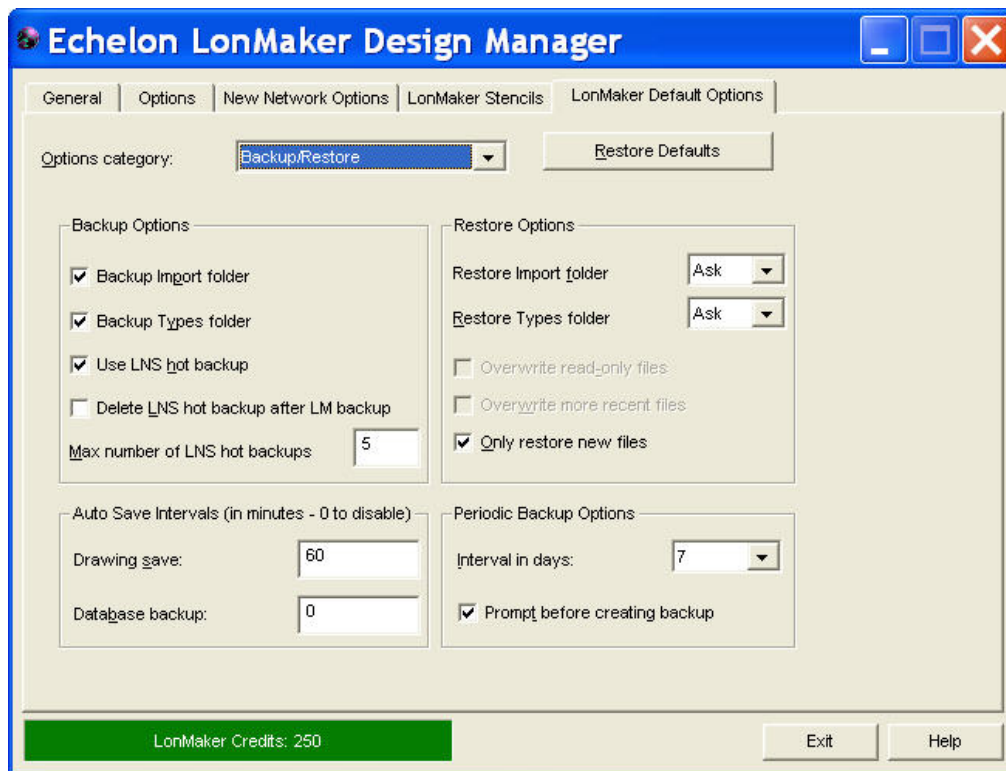 Echelon LonMaker Design Manager
General
Options
New Network Options
LonMaker Stencils
LonMaker Default Options
Options category:
Backup/Restore
Restore Defaults
Backup Options
Backup Import folder
Backup Types folder
Use LNS hot backup
Delete LNS hot backup after LM backup
Max number of LNS hot backups
5
Restore Options
Restore Import folder
Ask
Restore Types folder
Ask
Overwrite read-only files
Overwrite more recent files
Only restore new files
Auto Save Intervals (in minutes - 0 to disable)
Drawing save:
60
Database backup:
0
Periodic Backup Options
Interval in days:
7
Prompt before creating backup
LonMaker Credits: 250
Exit
Help